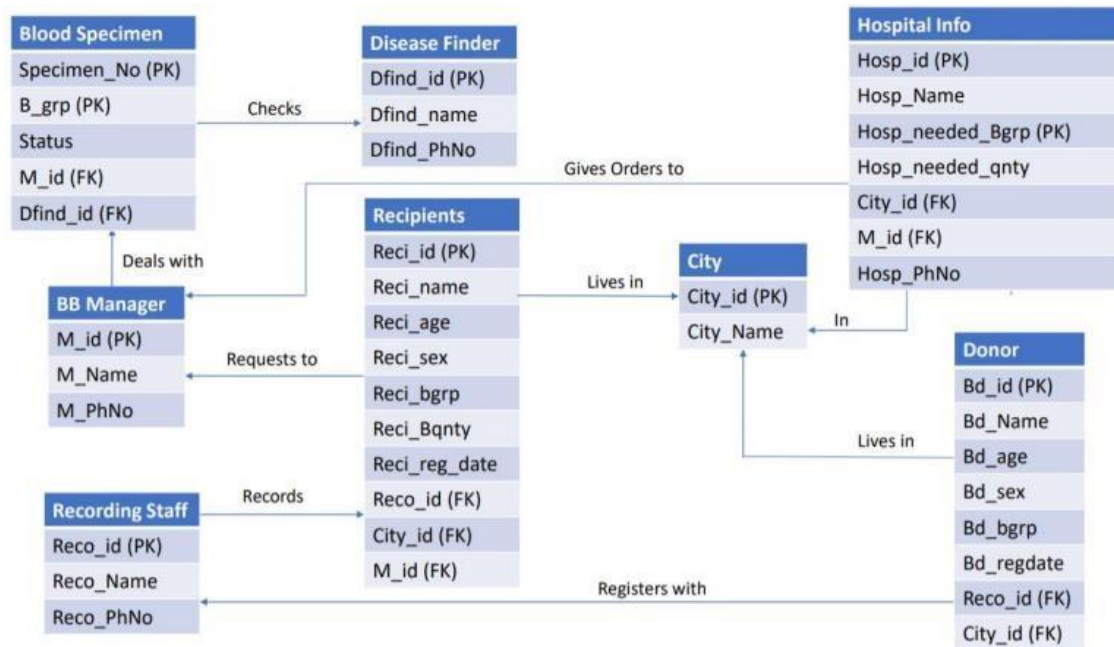 Blood Specimen
Specimen_No (PK)
B_grp (PK)
Status
M_id (FK)
Dfind_id (FK)
Checks
Disease Finder
Dfind_id (PK)
Dfind_name
Dfind_PhNo
Hospital Info
Hosp_id (PK)
Hosp_Name
Hosp_needed_Bgrp (PK)
Hosp_needed_qnty
City_id (FK)
M_id (FK)
Hosp_PhNo
Gives Orders to
Deals with
BB Manager
M_id (PK)
M_Name
M_PhNo
Requests to
Recipients
Reci_id (PK)
Reci_name
Reci_age
Reci_sex
Reci_bgrp
Reci_Bqnty
Reci_reg_date
Reco_id (FK)
City_id (FK)
M_id (FK)
Lives in
City
City_id (PK)
City_Name
In
Donor
Bd_id (PK)
Bd_Name
Bd_age
Bd_sex
Bd_bgrp
Bd_regdate
Reco_id (FK)
City_id (FK)
Lives in
Recording Staff
Reco_id (PK)
Reco_Name
Reco_PhNo
Records
Registers with